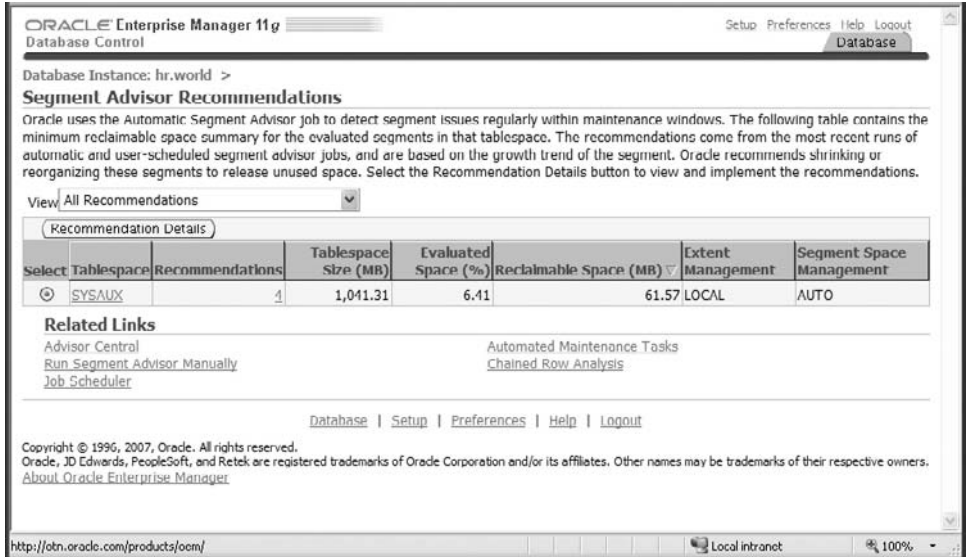 ORACLE Enterprise Manager 11g
Database Control
Setup Preferences Help Logout
Database
Database Instance: hr.world >
Segment Advisor Recommendations
Oracle uses the Automatic Segment Advisor job to detect segment issues regularly within maintenance windows. The following table contains the
minimum reclaimable space summary for the evaluated segments in that tablespace. The recommendations come from the most recent runs of
automatic and user-scheduled segment advisor jobs, and are based on the growth trend of the segment. Oracle recommends shrinking or
reorganizing these segments to release unused space. Select the Recommendation Details button to view and implement the recommendations.
View All Recommendations
Recommendation Details
Select Tablespace Recommendations Tablespace Size (MB) Evaluated Space (%) Reclaimable Space (MB) Extent Management Segment Space Management
SYSAUX 4 1,041.31 6.41 61.57 LOCAL AUTO
Related Links
Advisor Central Automated Maintenance Tasks
Run Segment Advisor Manually Chained Row Analysis
Job Scheduler
Database | Setup | Preferences | Help | Logout
Copyright © 1996, 2007, Oracle. All rights reserved.
Oracle, JD Edwards, PeopleSoft, and Retek are registered trademarks of Oracle Corporation and/or its affiliates. Other names may be trademarks of their respective owners.
About Oracle Enterprise Manager
http://otn.oracle.com/products/oem/ Local intranet 100%